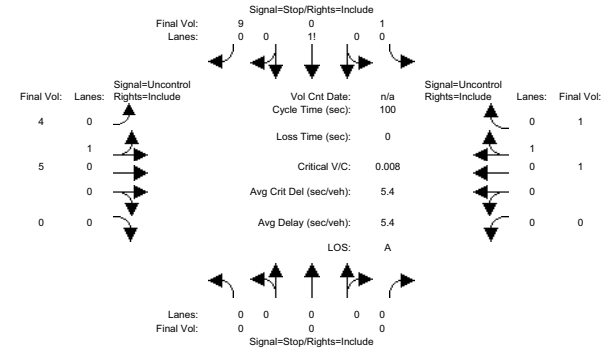 Signal=Stop/Rights=Include
Final Vol: 9 0 1
Lanes: 0 0 1! 0 0
Signal=Uncontrol Signal=Uncontrol
Final Vol: Lanes: Rights=Include Vol Cnt Date: n/a Rights=Include Lanes: Final Vol:
Cycle Time (sec): 100
4 0 0 1
Loss Time (sec): 0
1 1
5 0 Critical V/C: 0.008 0 1
0 Avg Crit Del (sec/veh): 5.4 0
0 0 Avg Delay (sec/veh): 5.4 0 0
LOS: A
Lanes: 0 0 0 0 0
Final Vol: 0 0 0
Signal=Stop/Rights=Include